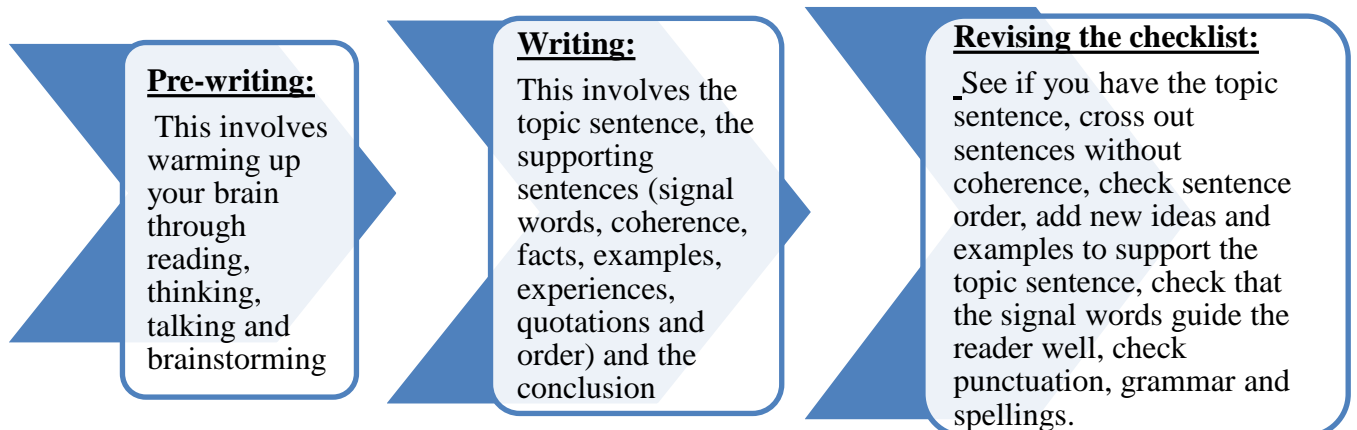 Pre-writing:
This involves
warming up
your brain
through
reading,
thinking,
talking and
brainstorming
Writing:
This involves the
topic sentence, the
supporting
sentences (signal
words, coherence,
facts, examples,
experiences,
quotations and
order) and the
conclusion
Revising the checklist:
See if you have the topic
sentence, cross out
sentences without
coherence, check sentence
order, add new ideas and
examples to support the
topic sentence, check that
the signal words guide the
reader well, check
punctuation, grammar and
spellings.